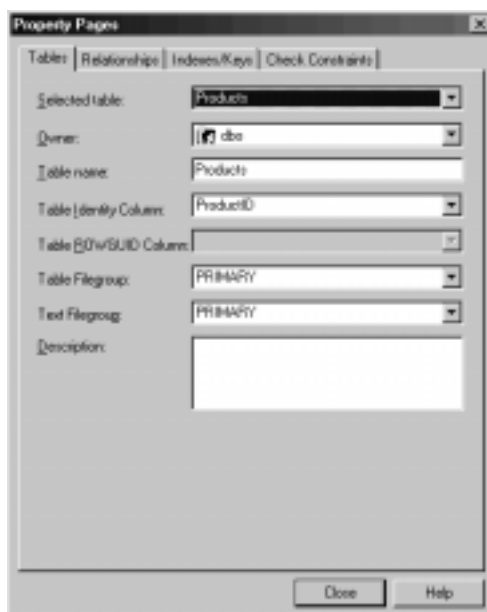 Property Pages
Tables Relationships Indexes/Keys Check Constraints
Selected table: Products
Owner: dbo
Table name: Products
Table Identity Column: ProductID
Table ROWGUID Column:
Table Filegroup: PRIMARY
Text Filegroup: PRIMARY
Description:
Close Help